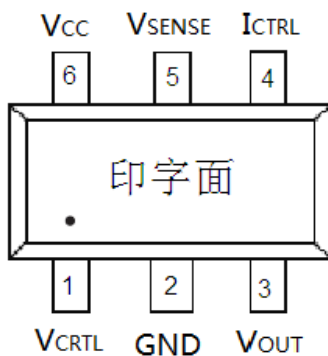 VCC VSENSE ICTRL
6 5 4
印字面
1 2 3
VCRTL GND VOUT